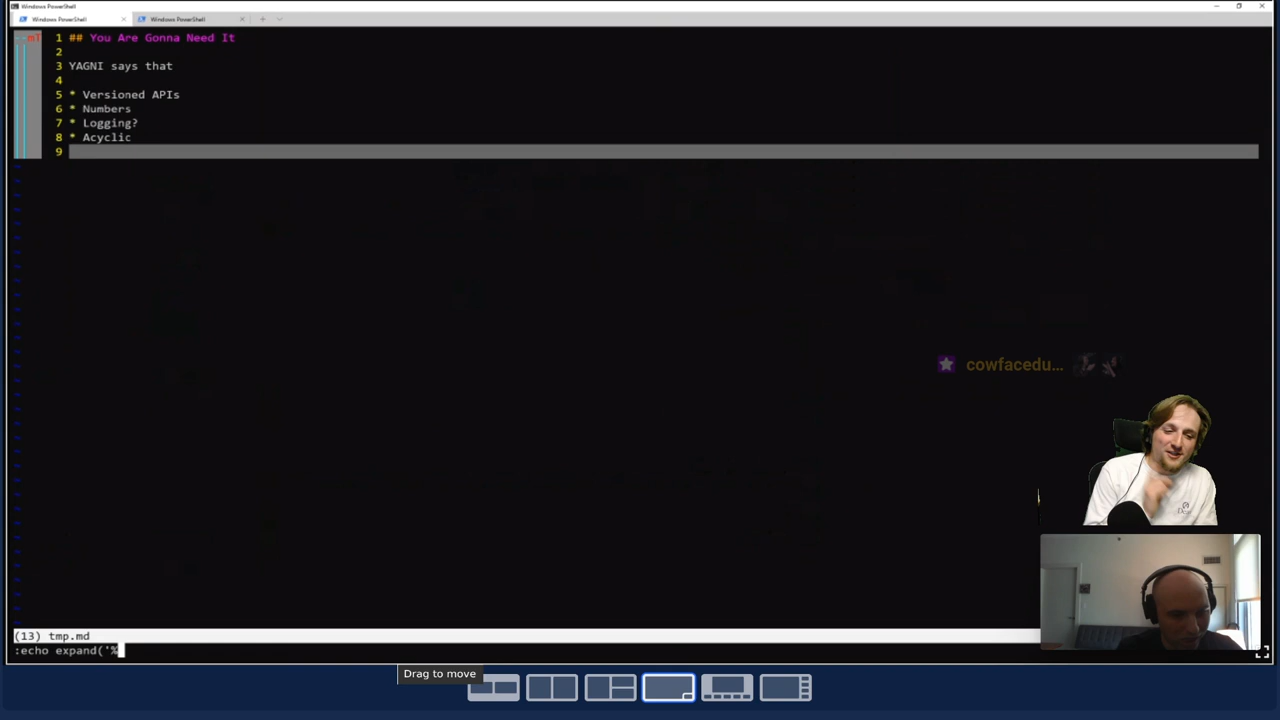 Windows PowerShell
Windows PowerShell
Windows PowerShell
mT 1 ## You Are Gonna Need It
2
3 YAGNI says that
4
5 * Versioned APIs
6 * Numbers
7 * Logging?
8 * Acyclic
9
cowfacedu…
(13) tmp.md
:echo expand('%
Drag to move